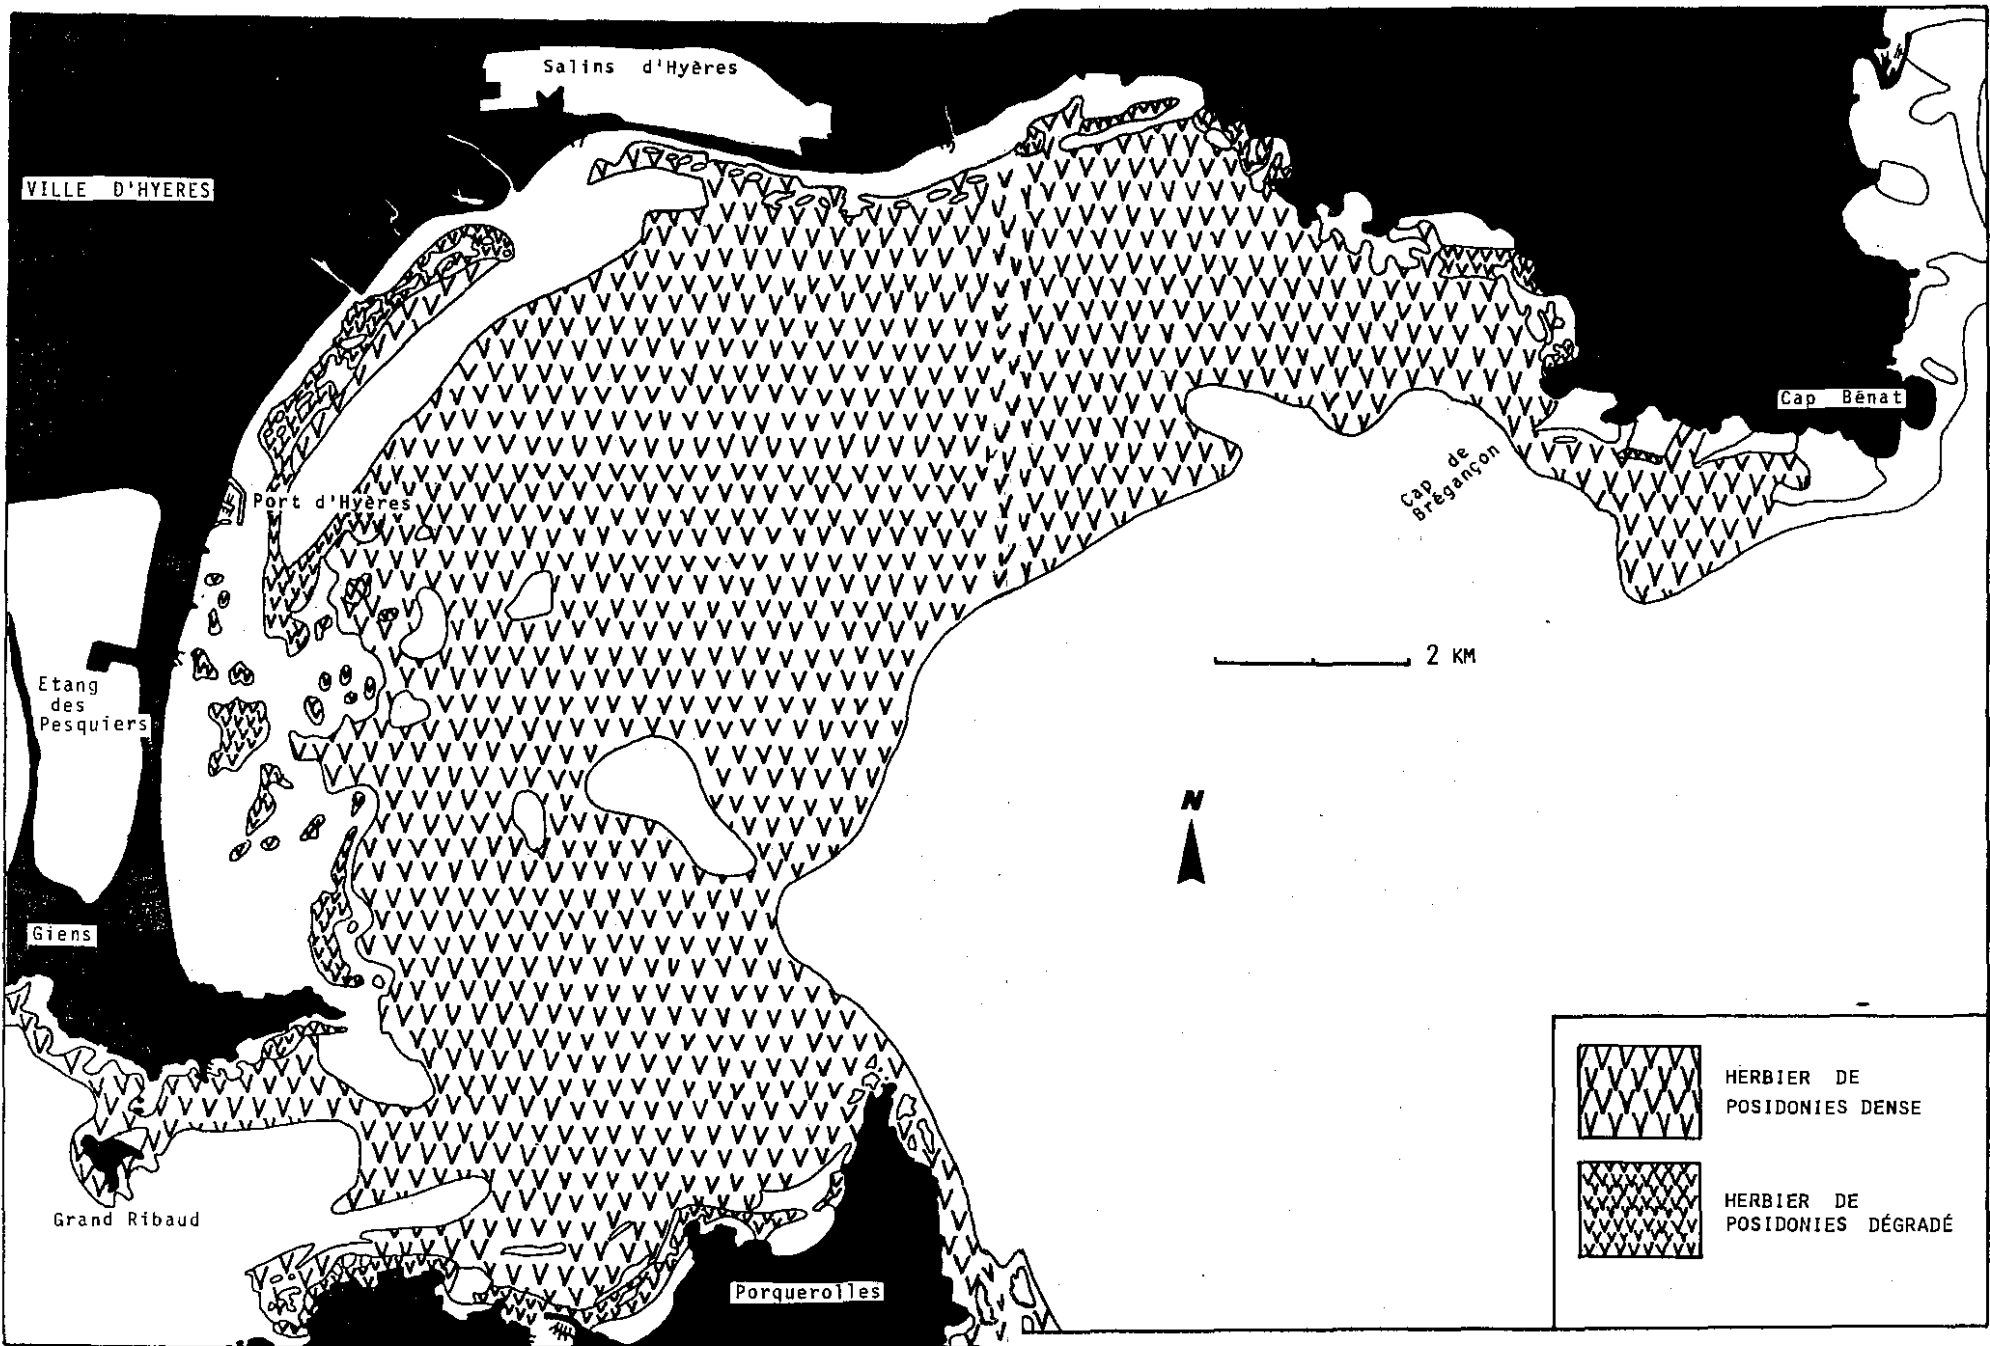 Salins d'Hyères
VILLE D'HYERES
Cap Bénat
Cap de
Brégançon
Port d'Hyères
2 KM
Etang
des
Pesquiers
N
Giens
HERBIER DE
POSIDONIES DENSE
HERBIER DE
POSIDONIES DÉGRADÉ
Grand Ribaud
Porquerolles